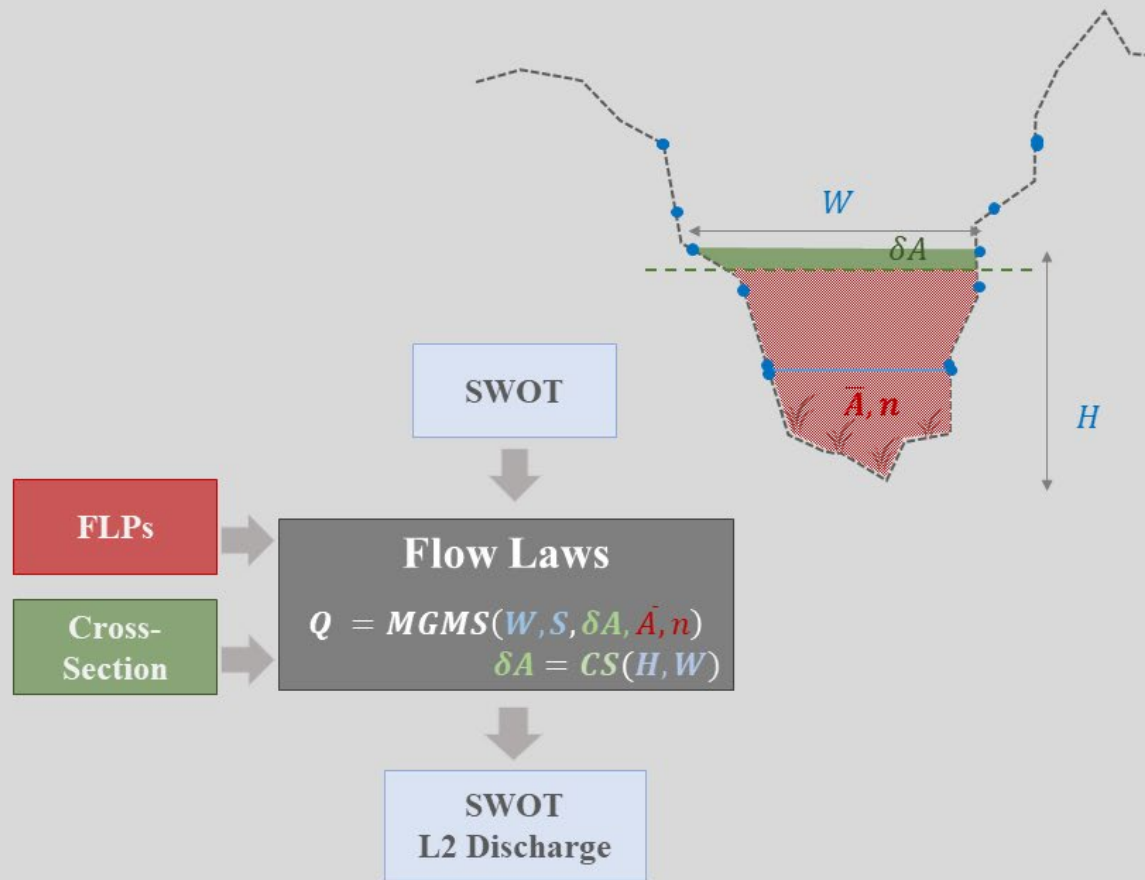 W
δA
Ā, n
H
SWOT
FLPs
Cross-
Section
Flow Laws
Q = MGMS(W, S, δA, Ā, n)
δA = CS(H, W)
SWOT
L2 Discharge